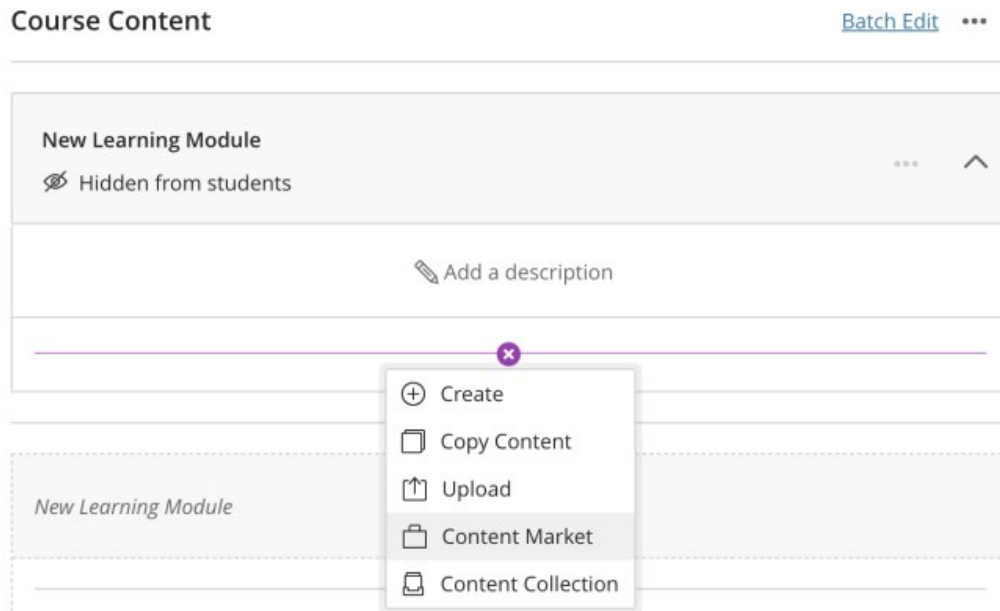 Course Content
Batch Edit
New Learning Module
Hidden from students
Add a description
Create
Copy Content
Upload
Content Market
Content Collection
New Learning Module